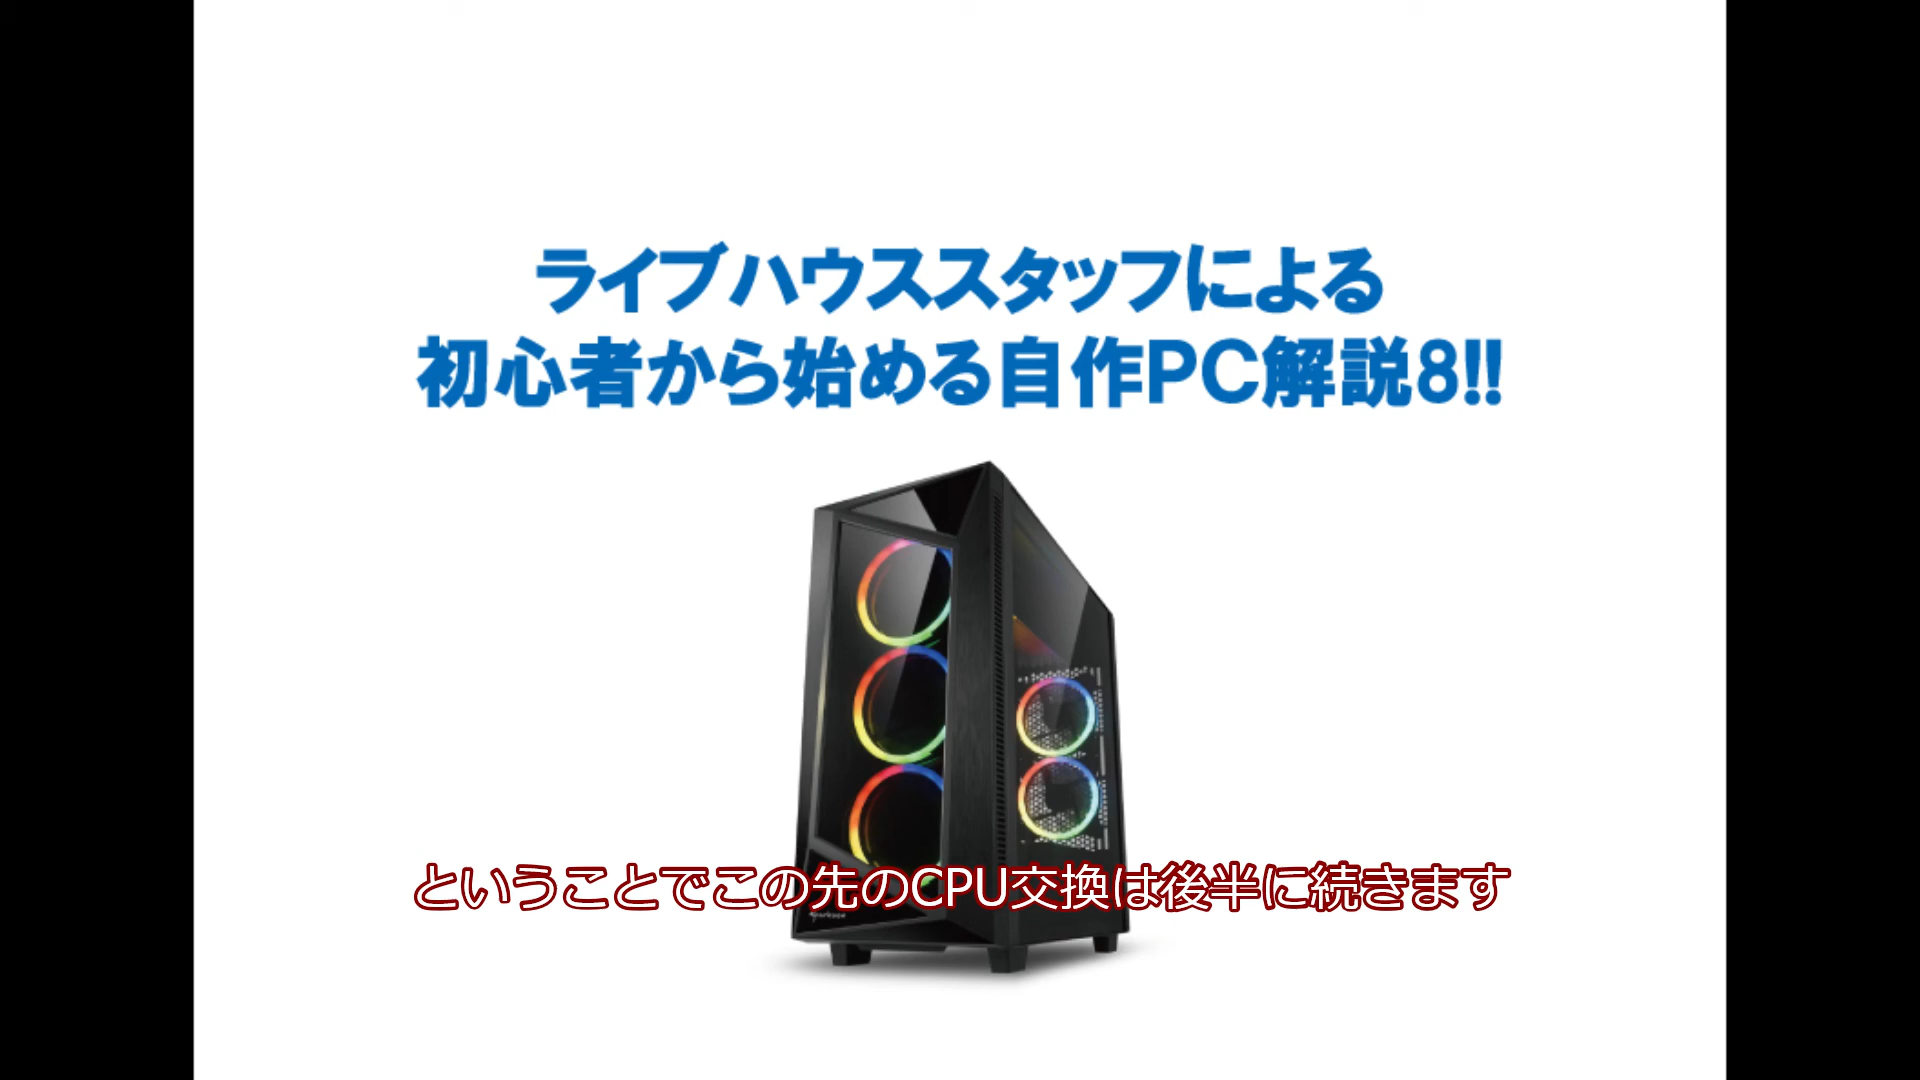 ライブハウススタッフによる
初心者から始める自作PC解説8!!
ということでこの先のCPU交換は後半に続きます